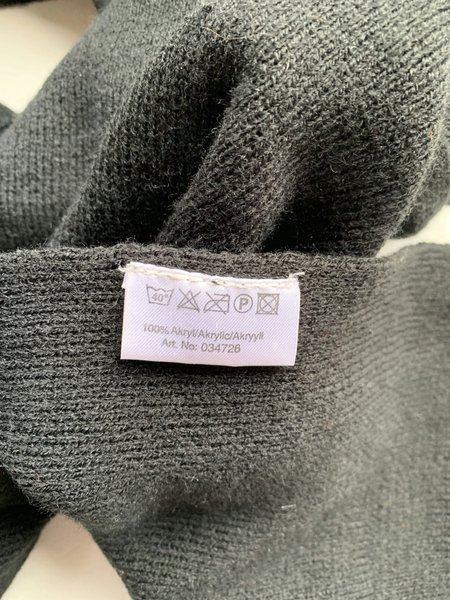 40° P
100% Akryl/Akrylic/Akryyli
Art. No: 034726